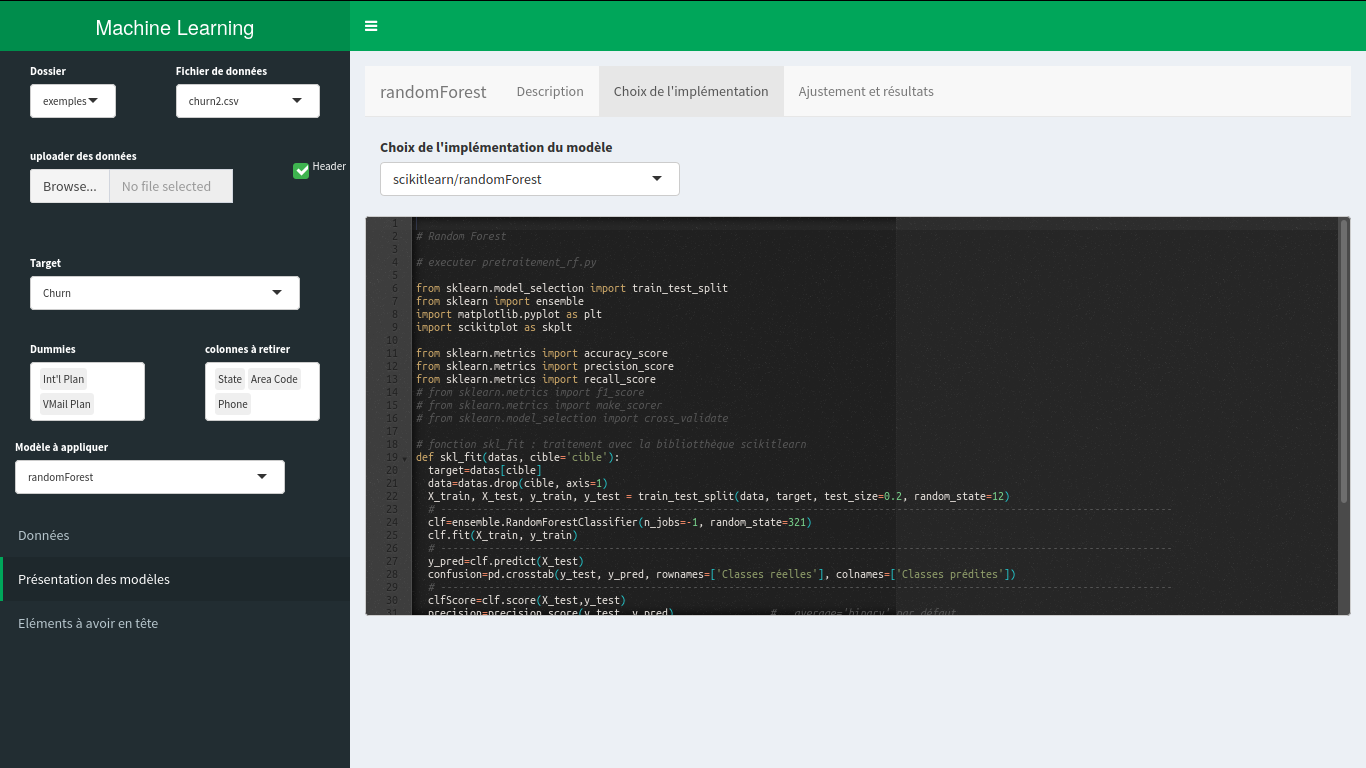 Machine Learning
Dossier
Fichier de données
exemples
churn2.csv
uploader des données
Header
Browse...
No file selected
Target
Churn
Dummies
colonnes à retirer
Int'l Plan
VMail Plan
State
Area Code
Phone
Modèle à appliquer
randomForest
Données
Présentation des modèles
Eléments à avoir en tête
randomForest
Description
Choix de l'implémentation
Ajustement et résultats
Choix de l'implémentation du modèle
scikitlearn/randomForest
1
2 # Random Forest
3
4 # executer pretraitement_rf.py
5
6 from sklearn.model_selection import train_test_split
7 from sklearn import ensemble
8 import matplotlib.pyplot as plt
9 import scikitplot as skplt
10
11 from sklearn.metrics import accuracy_score
12 from sklearn.metrics import precision_score
13 from sklearn.metrics import recall_score
14 # from sklearn.metrics import f1_score
15 # from sklearn.metrics import make_scorer
16 # from sklearn.model_selection import cross_validate
17
18 # fonction skl_fit : traitement avec la bibliotthéque scikitlearn
19 def skl_fit(datas, cible='cible'):
20 target=datas[cible]
21 data=datas.drop(cible, axis=1)
22 X_train, X_test, y_train, y_test = train_test_split(data, target, test_size=0.2, random_state=12)
23 # ------------------------------------------------------------
24 clf=ensemble.RandomForestClassifier(n_jobs=-1, random_state=321)
25 clf.fit(X_train, y_train)
26 # ------------------------------------------------------------
27 y_pred=clf.predict(X_test)
28 confusion=pd.crosstab(y_test, y_pred, rownames=['Classes réelles'], colnames=['Classes prédites'])
29 # ------------------------------------------------------------
30 clfScore=clf.score(X_test,y_test)
31 precision=precision_score(y_test, y_pred) # average='binary' par défaut